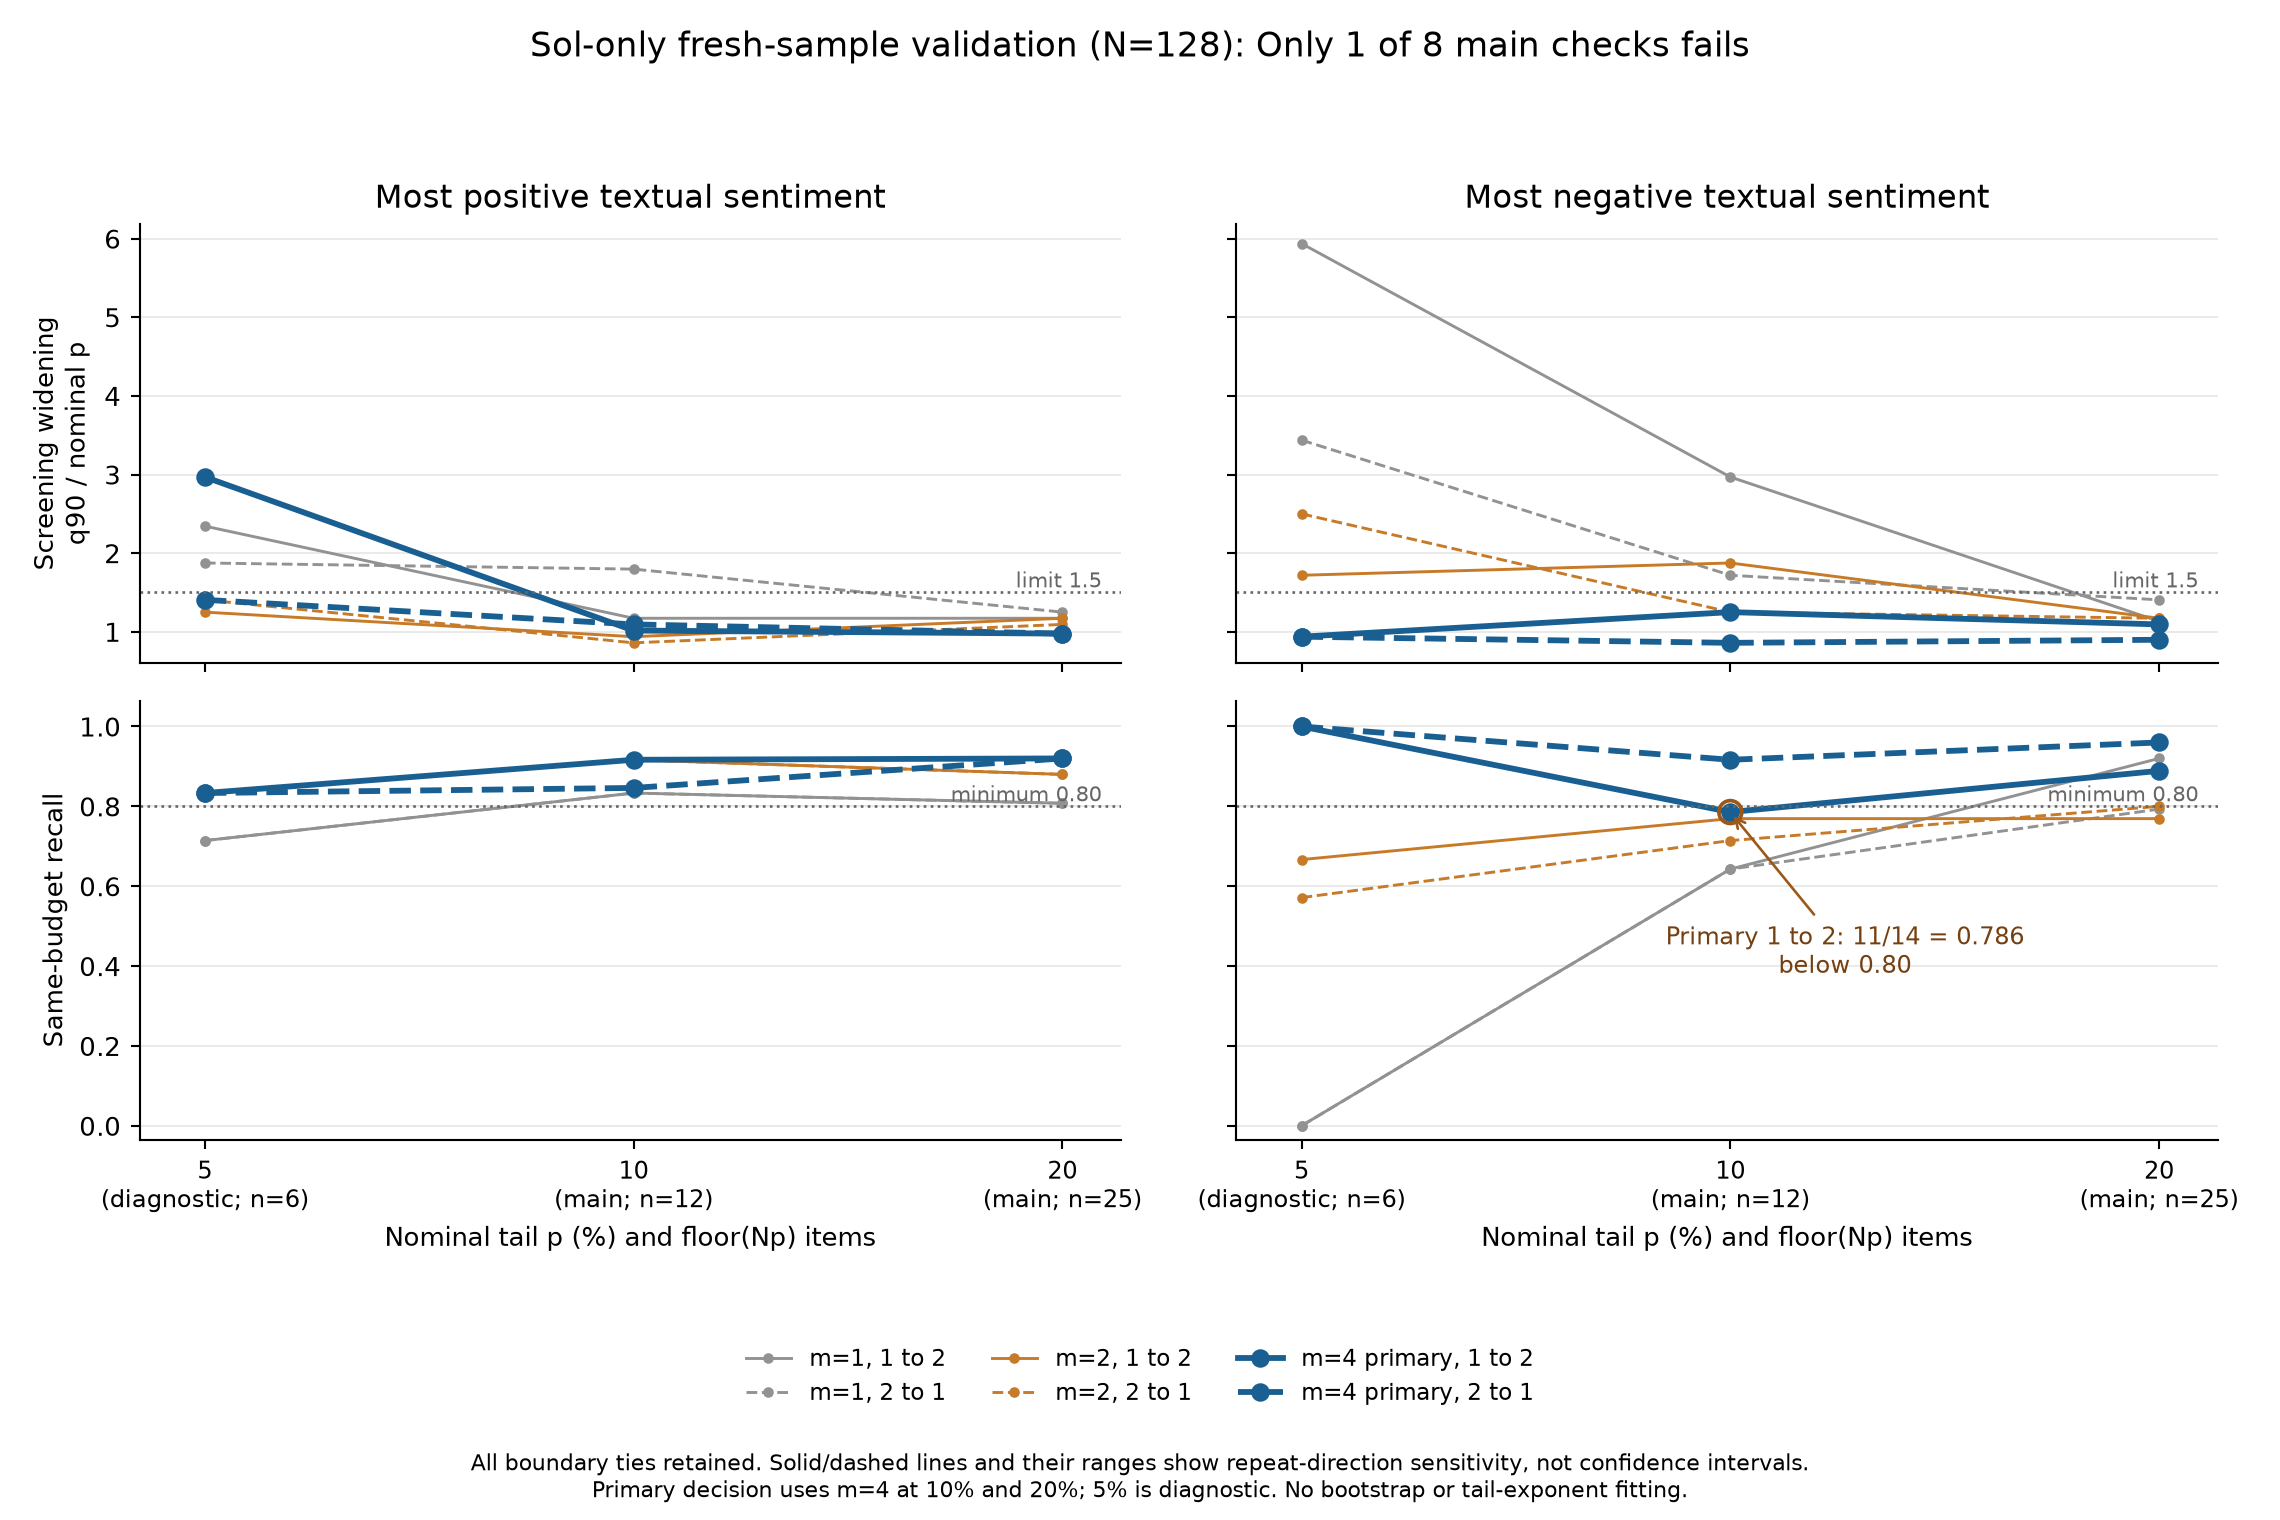 Sol-only fresh-sample validation (N=128): Only 1 of 8 main checks fails
Most positive textual sentiment
Most negative textual sentiment
Screening widening
q90 / nominal p
6
5
4
3
2
1
limit 1.5
limit 1.5
Same-budget recall
1.0
0.8
0.6
0.4
0.2
0.0
minimum 0.80
minimum 0.80
Primary 1 to 2: 11/14 = 0.786
below 0.80
5
(diagnostic; n=6)
10
(main; n=12)
20
(main; n=25)
Nominal tail p (%) and floor(Np) items
5
(diagnostic; n=6)
10
(main; n=12)
20
(main; n=25)
Nominal tail p (%) and floor(Np) items
m=1, 1 to 2
m=2, 1 to 2
m=4 primary, 1 to 2
m=1, 2 to 1
m=2, 2 to 1
m=4 primary, 2 to 1
All boundary ties retained. Solid/dashed lines and their ranges show repeat-direction sensitivity, not confidence intervals.
Primary decision uses m=4 at 10% and 20%; 5% is diagnostic. No bootstrap or tail-exponent fitting.